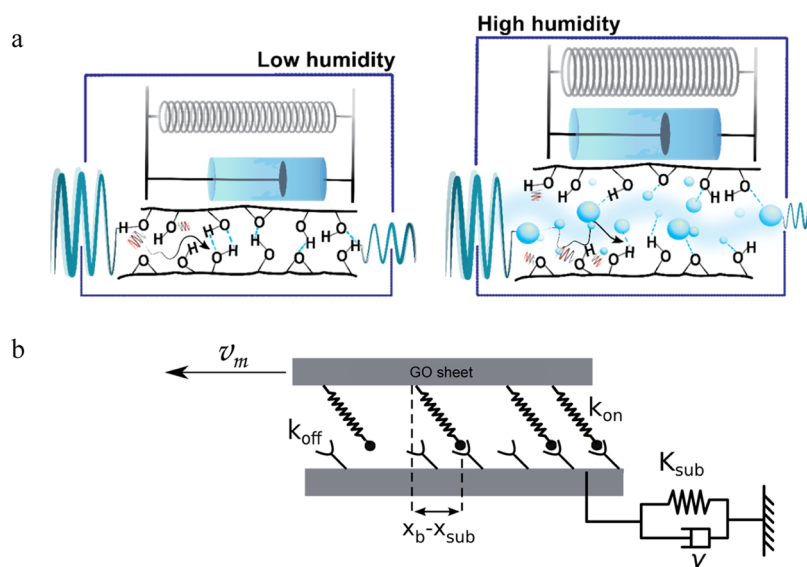 a
Low humidity
High humidity
H O H O O H O H O O H
H H H H H
O O O O O O
H O H O H O O O H O H
H H H H
O O O O O O
b
v_m
GO sheet
k_off
k_on
K_sub
x_b-x_sub
γ